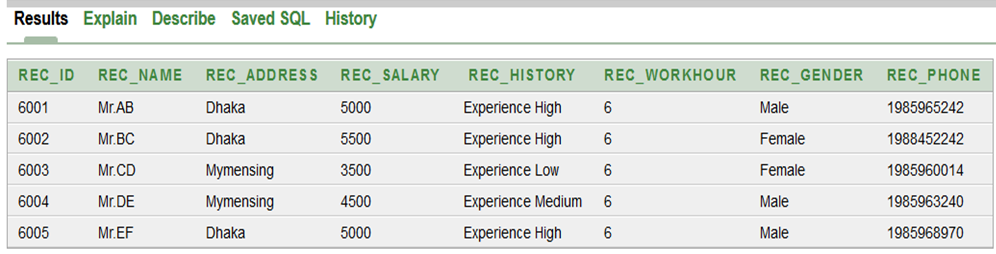 Results Explain Describe Saved SQL History
REC_ID REC_NAME REC_ADDRESS REC_SALARY REC_HISTORY REC_WORKHOUR REC_GENDER REC_PHONE
6001 Mr.AB Dhaka 5000 Experience High 6 Male 1985965242
6002 Mr.BC Dhaka 5500 Experience High 6 Female 1988452242
6003 Mr.CD Mymensing 3500 Experience Low 6 Female 1985960014
6004 Mr.DE Mymensing 4500 Experience Medium 6 Male 1985963240
6005 Mr.EF Dhaka 5000 Experience High 6 Male 1985968970